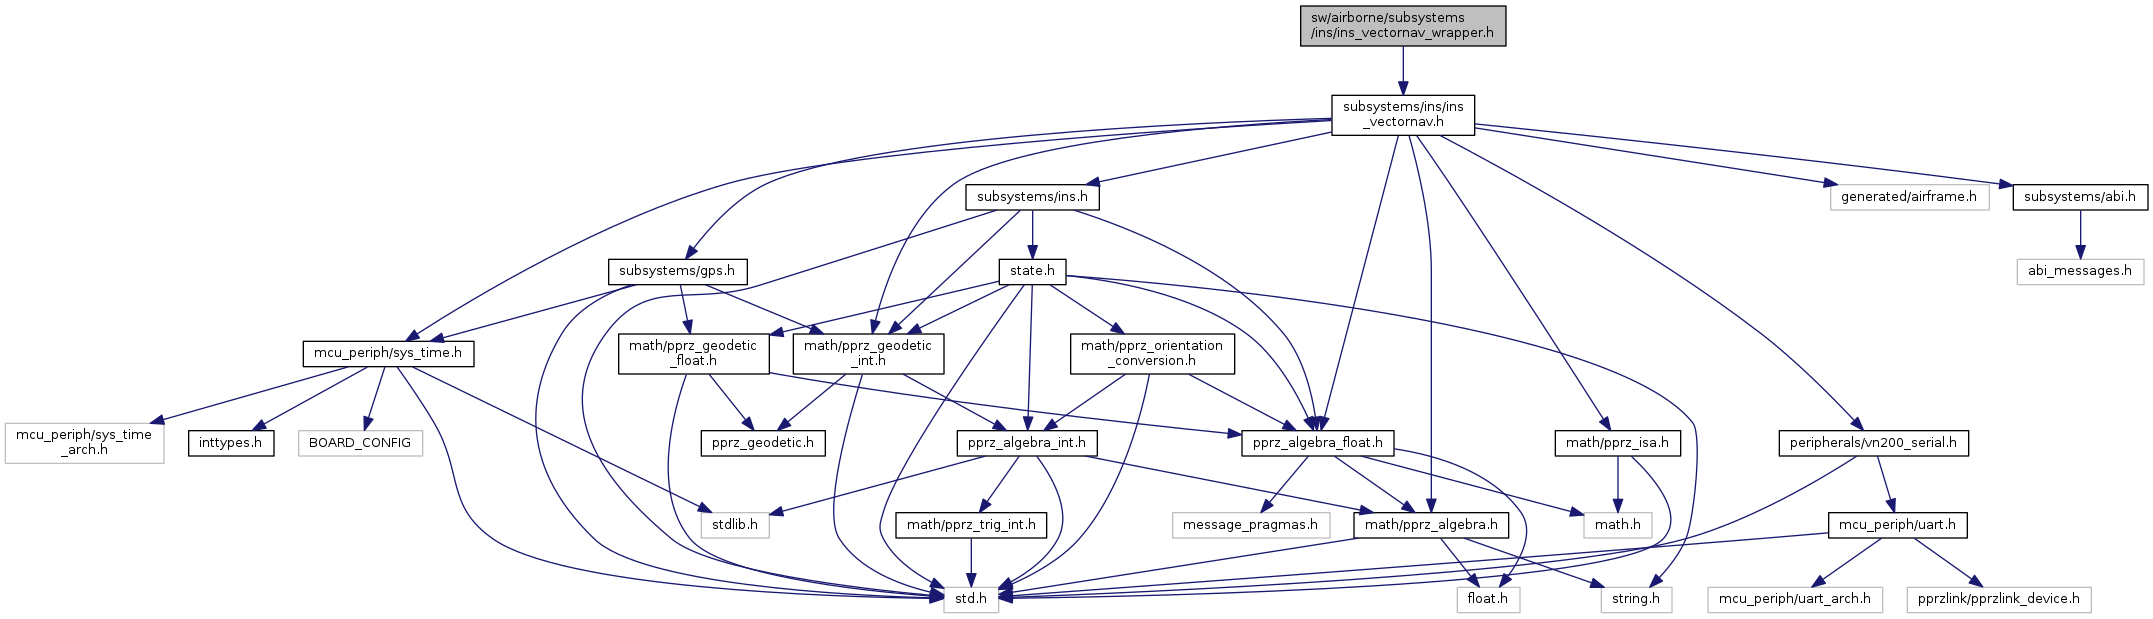 sw/airborne/subsystems
/ins/ins_vectornav_wrapper.h
subsystems/ins/ins
_vectornav.h
subsystems/ins.h
generated/airframe.h
subsystems/abi.h
subsystems/gps.h
state.h
abi_messages.h
mcu_periph/sys_time.h
math/pprz_geodetic
_float.h
math/pprz_geodetic
_int.h
math/pprz_orientation
_conversion.h
mcu_periph/sys_time
_arch.h
inttypes.h
BOARD_CONFIG
pprz_geodetic.h
pprz_algebra_int.h
pprz_algebra_float.h
math/pprz_isa.h
peripherals/vn200_serial.h
stdlib.h
math/pprz_trig_int.h
message_pragmas.h
math/pprz_algebra.h
math.h
mcu_periph/uart.h
std.h
float.h
string.h
mcu_periph/uart_arch.h
pprzlink/pprzlink_device.h